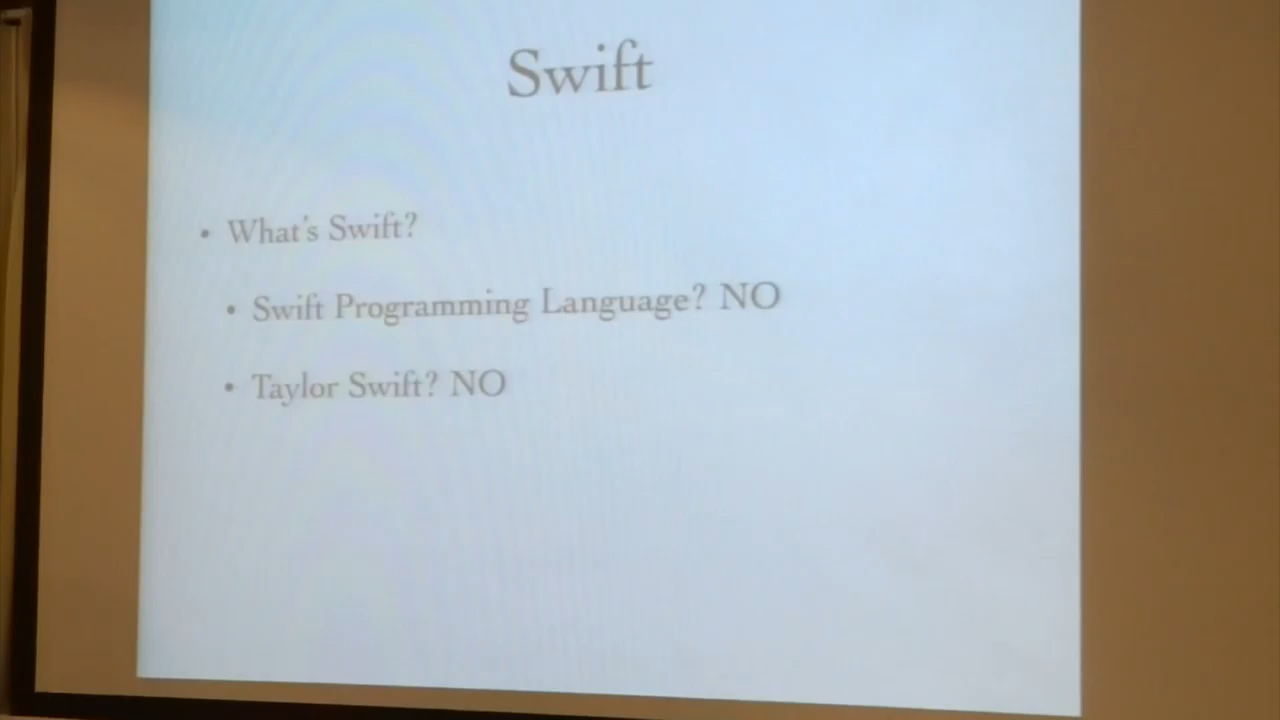 Swift
• What's Swift?
• Swift Programming Language? NO
• Taylor Swift? NO